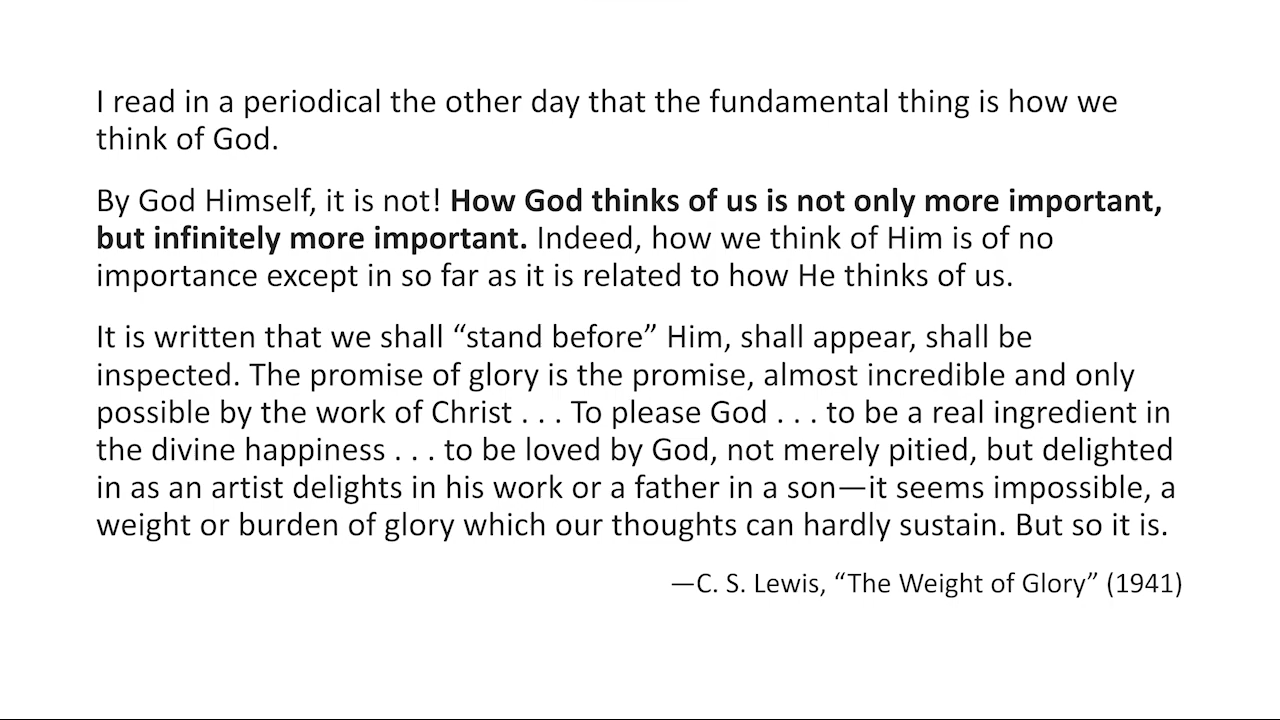 I read in a periodical the other day that the fundamental thing is how we
think of God.
By God Himself, it is not! How God thinks of us is not only more important,
but infinitely more important. Indeed, how we think of Him is of no
importance except in so far as it is related to how He thinks of us.
It is written that we shall “stand before” Him, shall appear, shall be
inspected. The promise of glory is the promise, almost incredible and only
possible by the work of Christ . . . To please God . . . to be a real ingredient in
the divine happiness . . . to be loved by God, not merely pitied, but delighted
in as an artist delights in his work or a father in a son—it seems impossible, a
weight or burden of glory which our thoughts can hardly sustain. But so it is.
—C. S. Lewis, “The Weight of Glory” (1941)